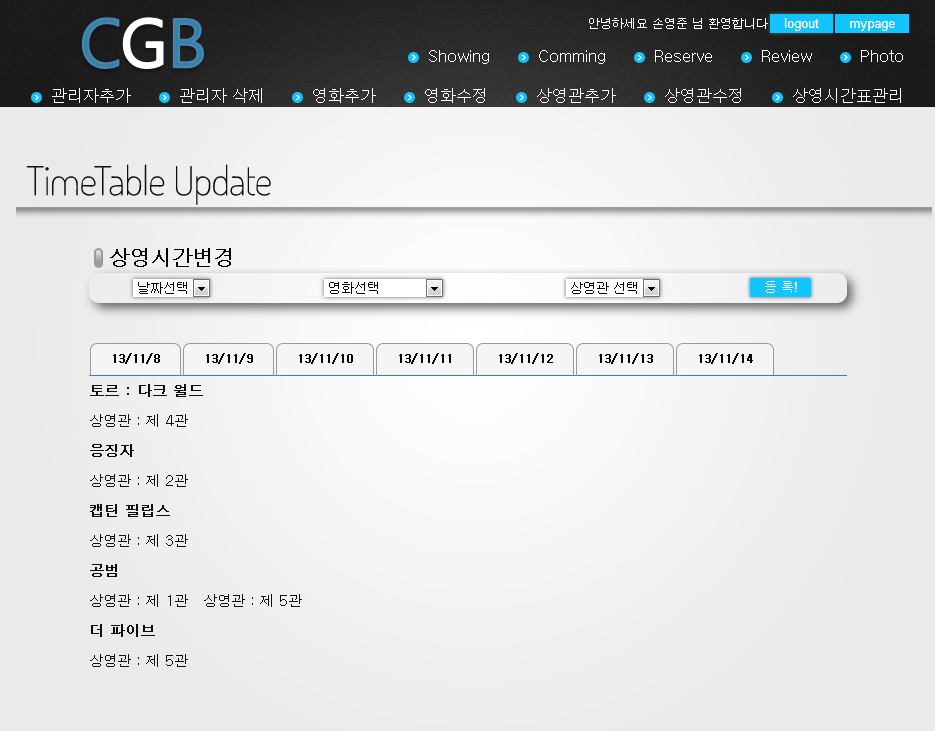 CGB
안녕하세요 손영준 님 환영합니다 logout mypage
Showing Comming Reserve Review Photo
관리자추가 관리자 삭제 영화추가 영화수정 상영관추가 상영관수정 상영시간표관리
TimeTable Update
상영시간변경
날짜선택 영화선택 상영관 선택 등 록!
13/11/8 13/11/9 13/11/10 13/11/11 13/11/12 13/11/13 13/11/14
토르 : 다크 월드
상영관 : 제 4관
응징자
상영관 : 제 2관
캡틴 필립스
상영관 : 제 3관
공범
상영관 : 제 1관 상영관 : 제 5관
더 파이브
상영관 : 제 5관